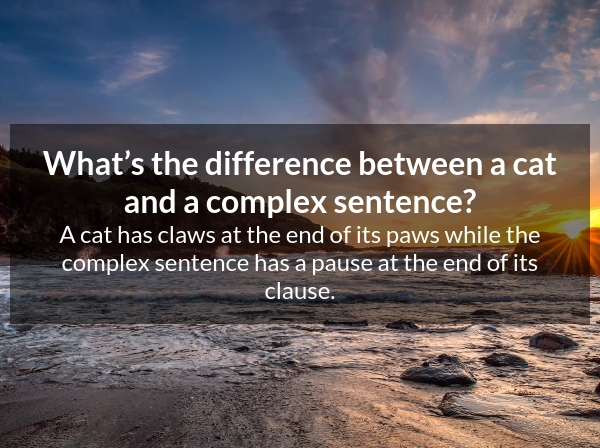 What’s the difference between a cat
and a complex sentence?
A cat has claws at the end of its paws while the
complex sentence has a pause at the end of its
clause.